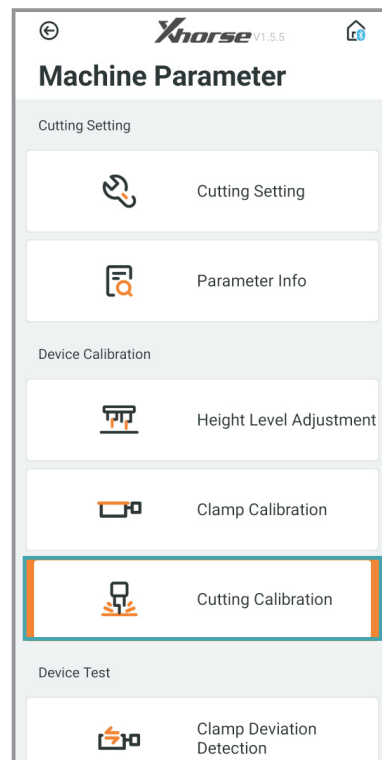 Xhorse V1.5.5
Machine Parameter
Cutting Setting
Cutting Setting
Parameter Info
Device Calibration
Height Level Adjustment
Clamp Calibration
Cutting Calibration
Device Test
Clamp Deviation
Detection